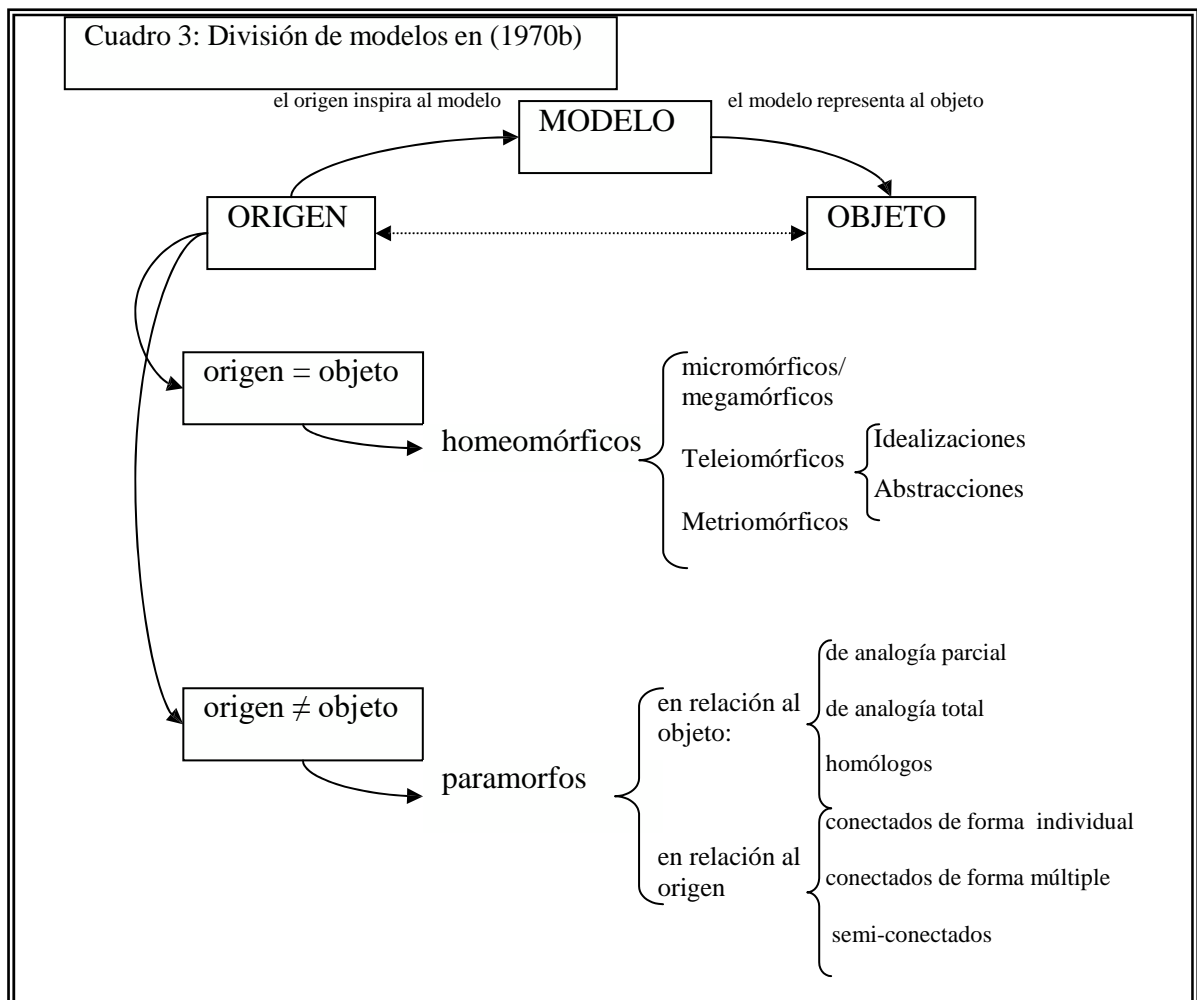 Cuadro 3: División de modelos en (1970b)
el origen inspira al modelo
el modelo representa al objeto
MODELO
ORIGEN
OBJETO
origen = objeto
homeomórficos
micromórficos/
megamórficos
Teleiomórficos
Idealizaciones
Abstracciones
Metriomórficos
origen ≠ objeto
paramorfos
en relación al
objeto:
de analogía parcial
de analogía total
homólogos
en relación al
origen
conectados de forma individual
conectados de forma múltiple
semi-conectados